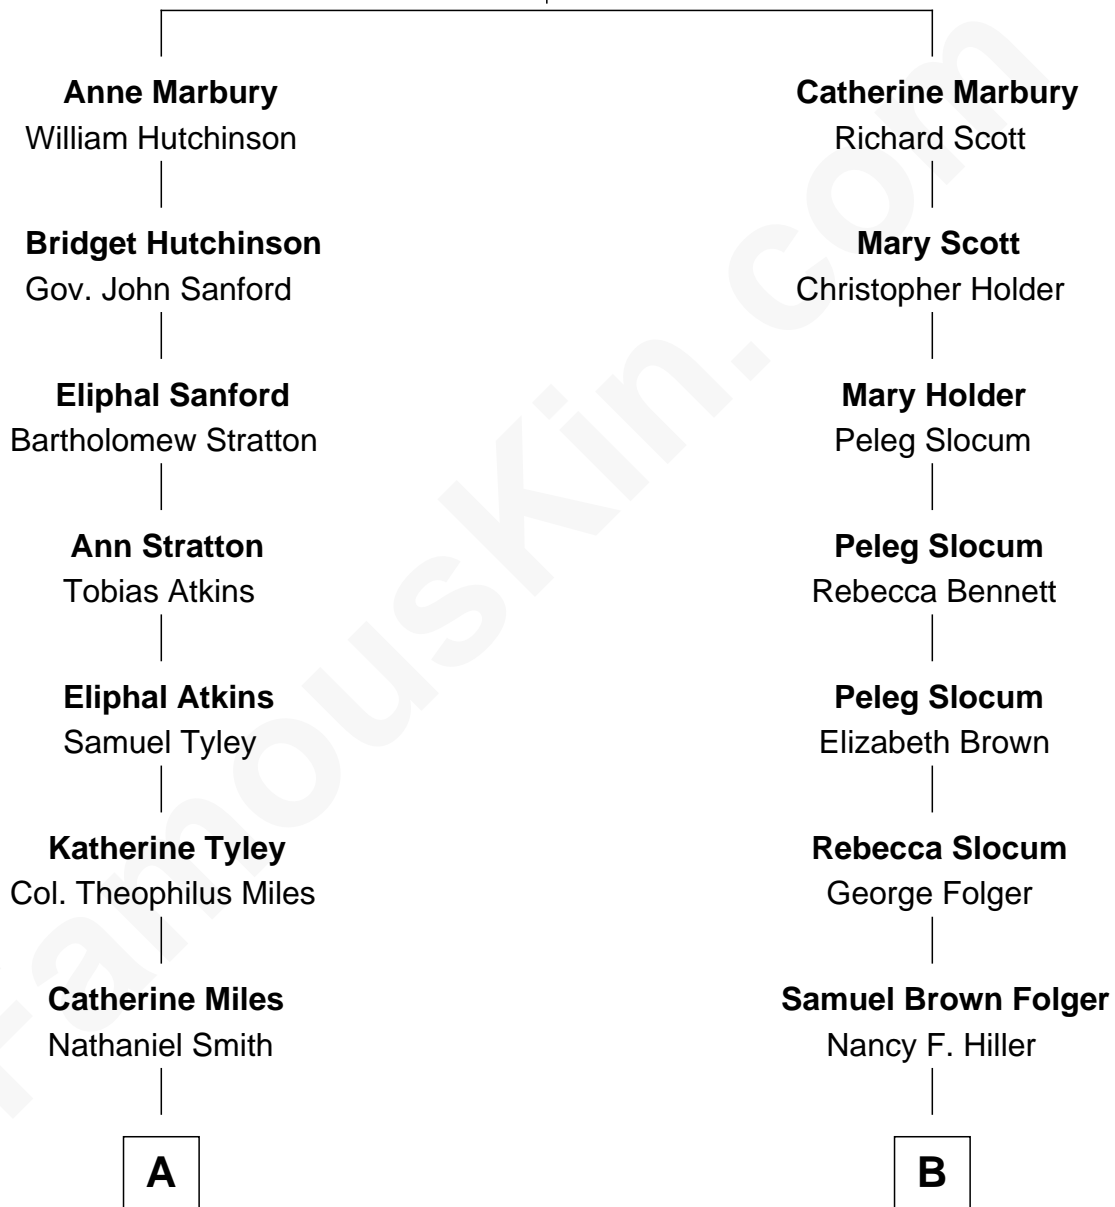 Anne Marbury
William Hutchinson
Bridget Hutchinson
Gov. John Sanford
Eliphal Sanford
Bartholomew Stratton
Ann Stratton
Tobias Atkins
Eliphal Atkins
Samuel Tyley
Katherine Tyley
Col. Theophilus Miles
Catherine Miles
Nathaniel Smith
A
Catherine Marbury
Richard Scott
Mary Scott
Christopher Holder
Mary Holder
Peleg Slocum
Peleg Slocum
Rebecca Bennett
Peleg Slocum
Elizabeth Brown
Rebecca Slocum
George Folger
Samuel Brown Folger
Nancy F. Hiller
B
FamousKin.com